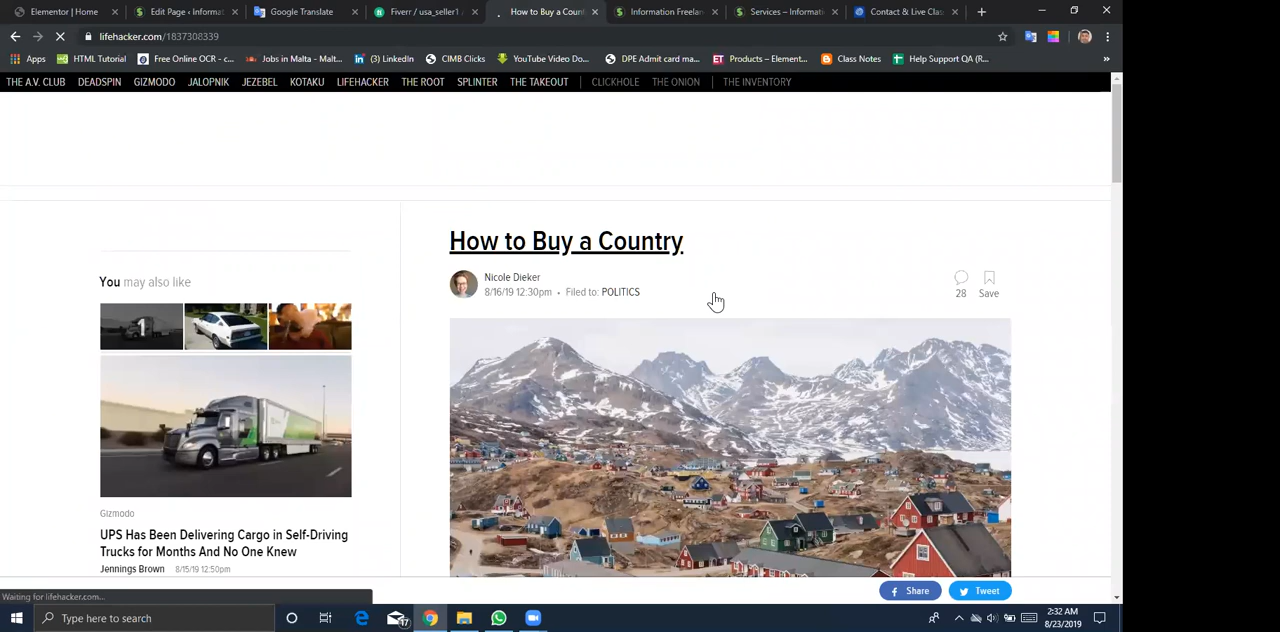 Elementor | Home
Edit Page ‹ Informat
Google Translate
Fiverr / usa_seller1 /
How to Buy a Coun
Information Freelan
Services – Informati
Contact & Live Clas
lifehacker.com/1837308339
Apps
HTML Tutorial
Free Online OCR - c...
Jobs in Malta - Malt...
(3) LinkedIn
CIMB Clicks
YouTube Video Do...
DPE Admit card ma...
Products – Element...
Class Notes
Help Support QA (R...
»
THE A.V. CLUB DEADSPIN GIZMODO JALOPNIK JEZEBEL KOTAKU LIFEHACKER THE ROOT SPLINTER THE TAKEOUT CLICKHOLE THE ONION THE INVENTORY
How to Buy a Country
Nicole Dieker
8/16/19 12:30pm • Filed to: POLITICS
28
Save
You may also like
1
Gizmodo
UPS Has Been Delivering Cargo in Self-Driving
Trucks for Months And No One Knew
Jennings Brown 8/15/19 12:50pm
Share
Tweet
Waiting for lifehacker.com...
Type here to search
17
2:32 AM
8/23/2019